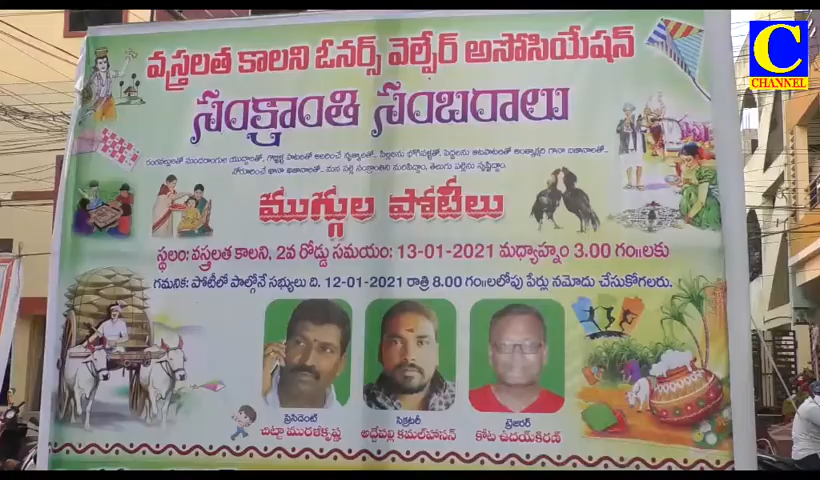 వస్త్రలత కాలని ఓనర్స్ వెల్ఫేర్ అసోసియేషన్
C
CHANNEL
సంక్రాంతి సంబరాలు
ముగ్గుల పోటీలు
స్థలం: వస్త్రలత కాలని, 2వ రోడ్డు సమయం: 13-01-2021 మధ్యాహ్నం 3.00 గం॥లకు
గమనిక: పోటీలో పాల్గొనే సభ్యులు ది. 12-01-2021 రాత్రి 8.00 గం॥లలోపు పేర్లు నమోదు చేసుకోగలరు.
ప్రెసిడెంట్ సెక్రటరీ ట్రెజరర్
చిట్టా మురళీకృష్ణ అద్దేపల్లి కమల్‌హాసన్ కోట ఉదయ్‌కిరణ్